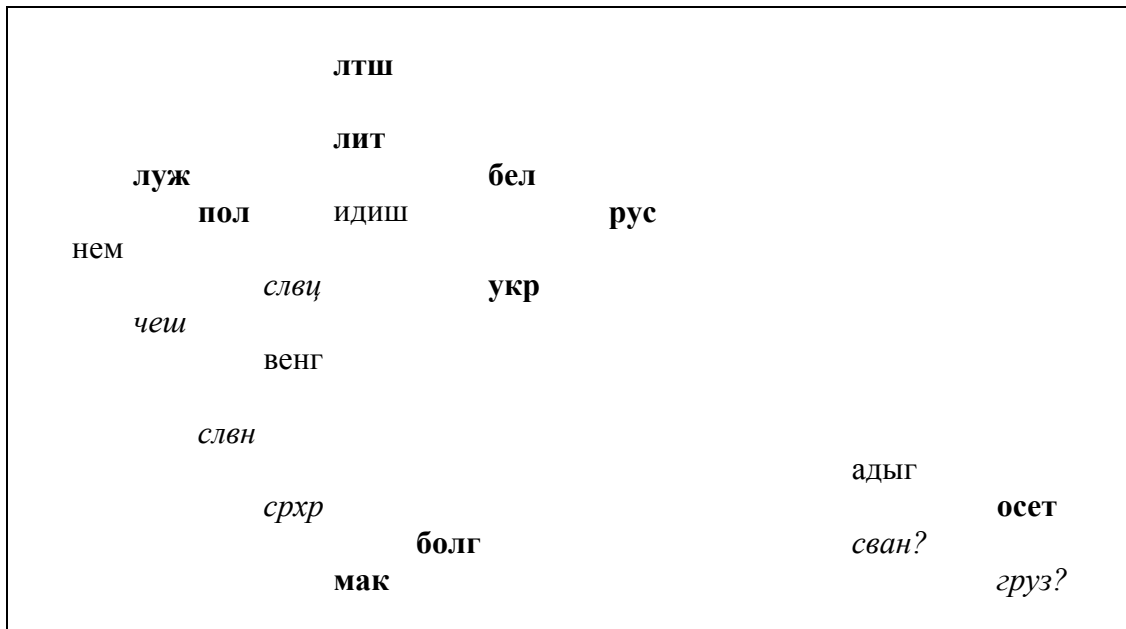 лтш
лит
луж бел
пол идиш рус
нем
слвц укр
чеш
венг
слвн
адыг
српхр осет
болг сван?
мак груз?